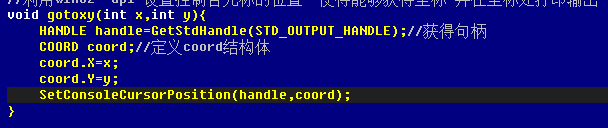 //利用win32 api 设置控制台光标的位置 使得能够获得坐标 并在坐标处打印输出
void gotoxy(int x,int y){
HANDLE handle=GetStdHandle(STD_OUTPUT_HANDLE);//获得句柄
COORD coord;//定义coord结构体
coord.X=x;
coord.Y=y;
SetConsoleCursorPosition(handle,coord);
}